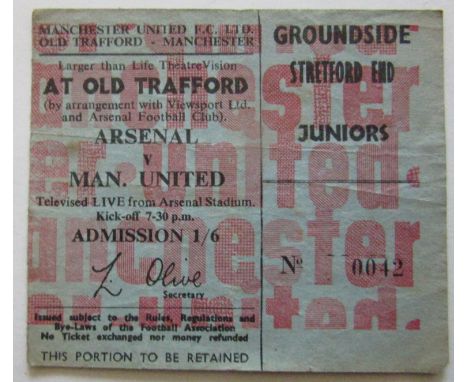 MANCHESTER UNITED F.C. LTD.
OLD TRAFFORD - MANCHESTER
Larger than Life TheatreVision
AT OLD TRAFFORD
(by arrangement with Viewsport Ltd.
and Arsenal Football Club).
ARSENAL
v
MAN. UNITED
Televised LIVE from Arsenal Stadium.
Kick-off 7-30 p.m.
ADMISSION 1/6
L. Olive
Secretary
Issued subject to the Rules, Regulations and
Bye-Laws of the Football Association
No Ticket exchanged nor money refunded
THIS PORTION TO BE RETAINED
GROUNDSIDE
STRETFORD END
JUNIORS
No 0042